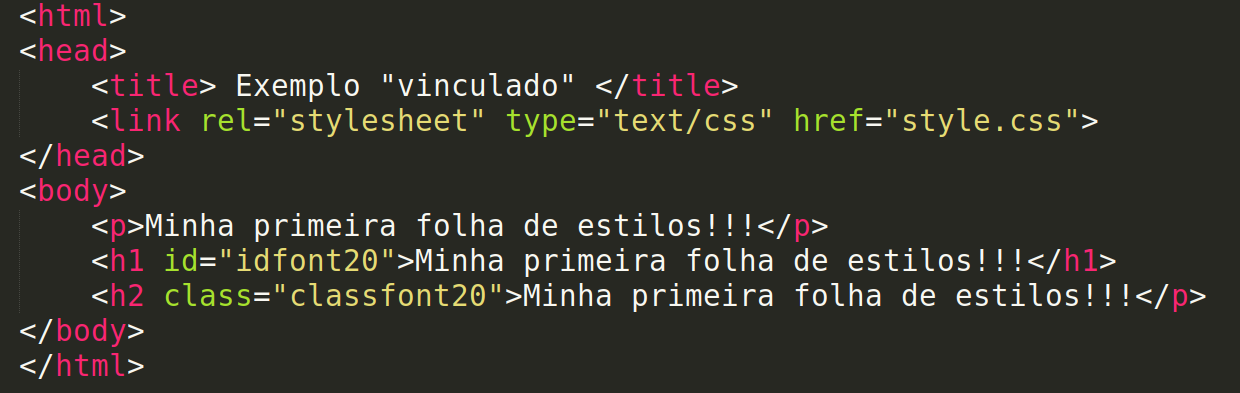 <html>
<head>
    <title> Exemplo "vinculado" </title>
    <link rel="stylesheet" type="text/css" href="style.css">
</head>
<body>
    <p>Minha primeira folha de estilos!!!</p>
    <h1 id="idfont20">Minha primeira folha de estilos!!!</h1>
    <h2 class="classfont20">Minha primeira folha de estilos!!!</p>
</body>
</html>